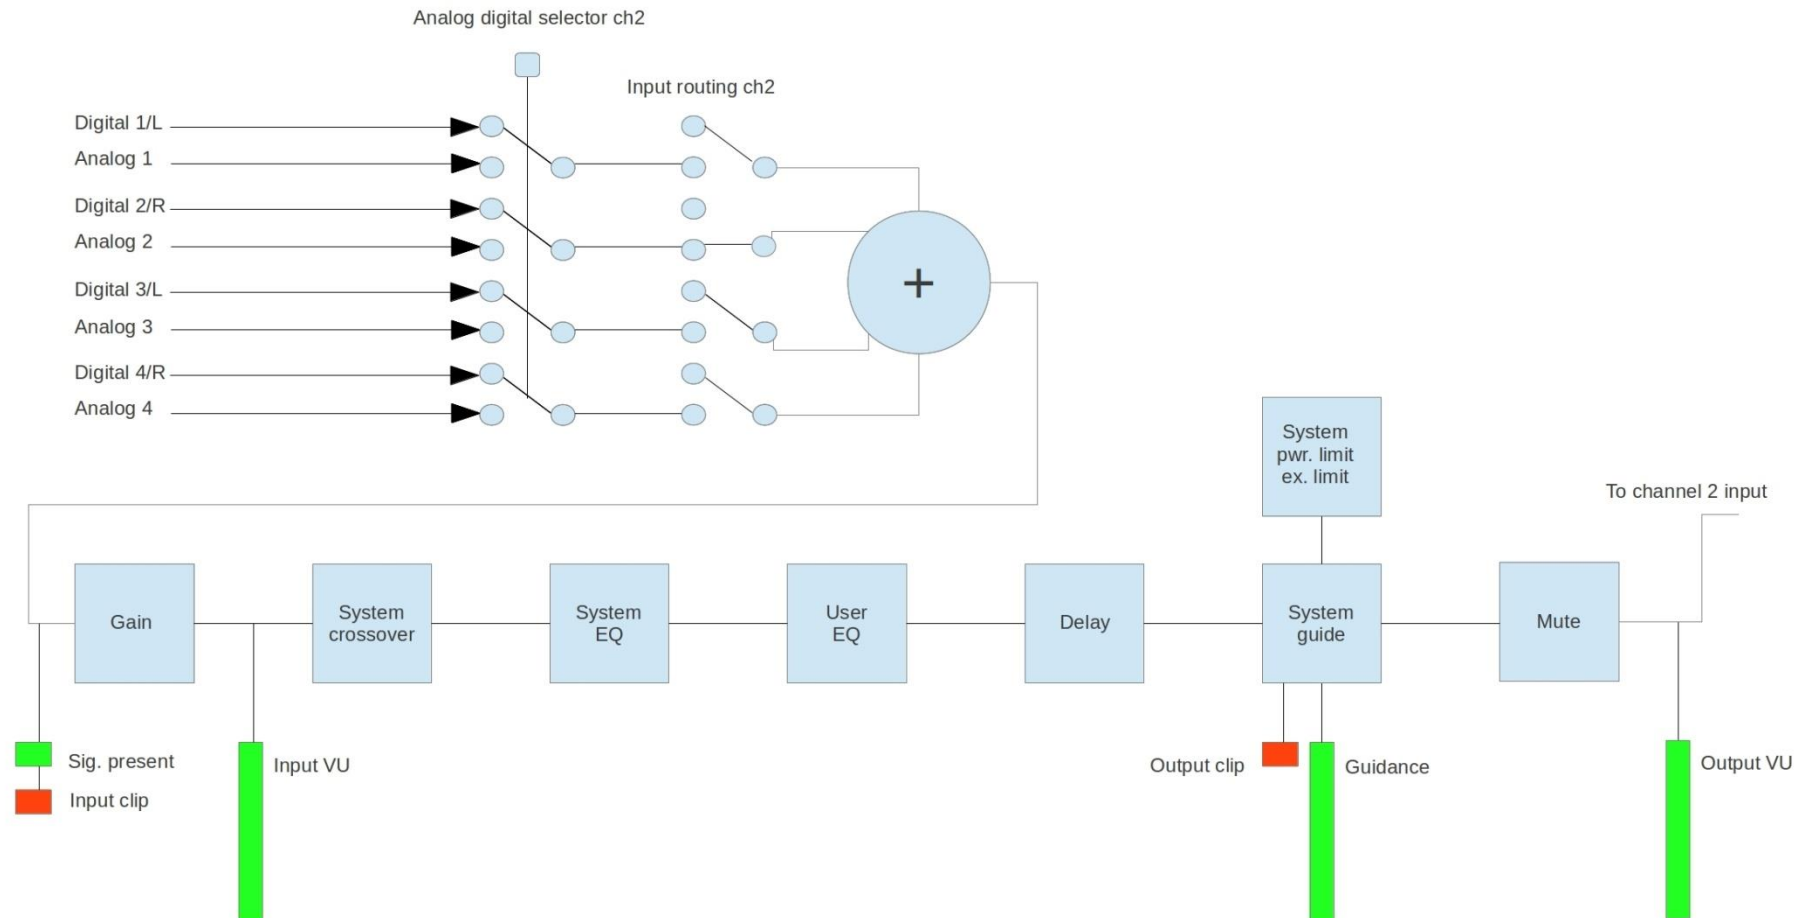 Analog digital selector ch2
Input routing ch2
Digital 1/L
Analog 1
Digital 2/R
Analog 2
Digital 3/L
Analog 3
Digital 4/R
Analog 4
+
System
pwr. limit
ex. limit
To channel 2 input
Gain
System
crossover
System
EQ
User
EQ
Delay
System
guide
Mute
Sig. present
Input clip
Input VU
Output clip
Guidance
Output VU